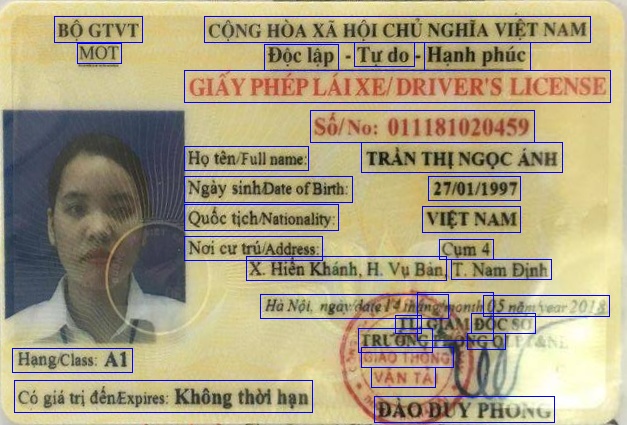 BỘ GTVT
MOT
CỘNG HÒA XÃ HỘI CHỦ NGHĨA VIỆT NAM
Độc lập - Tự do - Hạnh phúc
GIẤY PHÉP LÁI XE/ DRIVER'S LICENSE
Số/No: 011181020459
Họ tên/Full name: TRẦN THỊ NGỌC ÁNH
Ngày sinh/Date of Birth: 27/01/1997
Quốc tịch/Nationality: VIỆT NAM
Nơi cư trú/Address: Cụm 4
X. Hiển Khánh, H. Vụ Bản, T. Nam Định
Hà Nội, ngày/date 14 tháng/month 05 năm/year 2018
TL. GIÁM ĐỐC SỞ
TRƯỞNG PHÒNG
GIAO THÔNG
VẬN TẢI
Hạng/Class: A1
Có giá trị đến/Expires: Không thời hạn
ĐÀO DUY PHONG